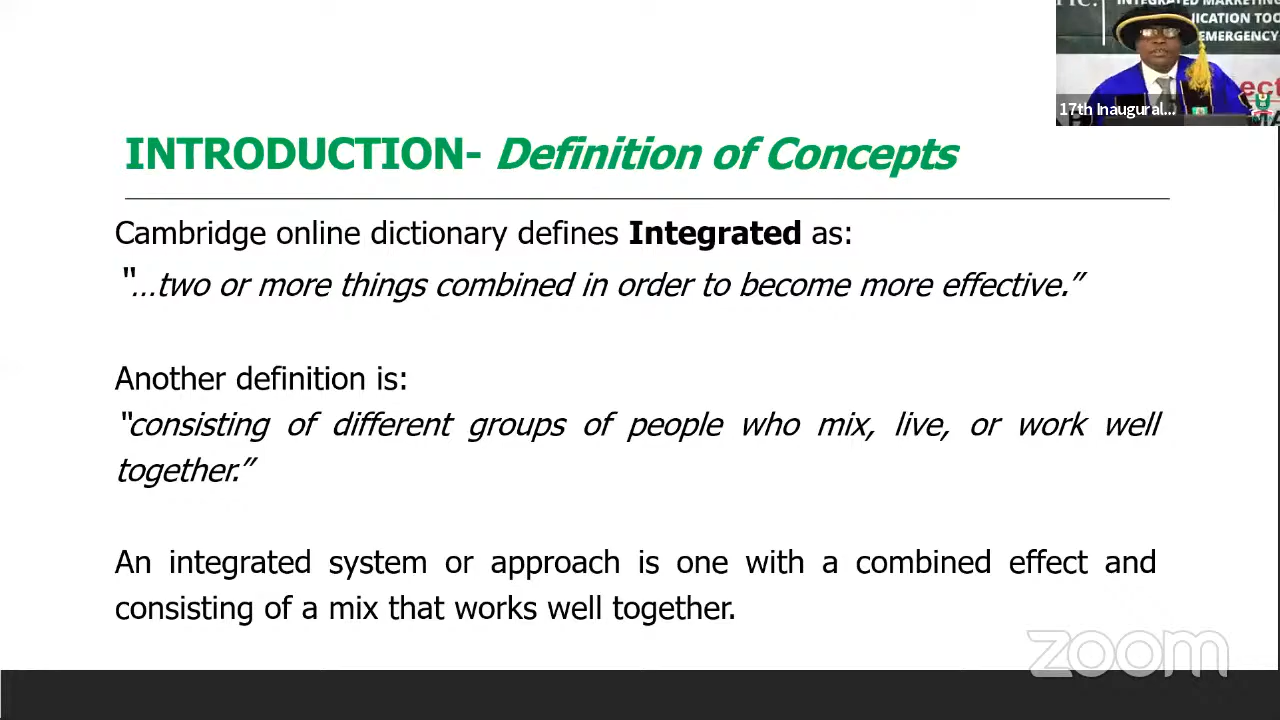 INTEGRATED MARKETING
EMERGENCY
17th Inaugural...
INTRODUCTION- Definition of Concepts
Cambridge online dictionary defines Integrated as:
"...two or more things combined in order to become more effective."
Another definition is:
"consisting of different groups of people who mix, live, or work well
together."
An integrated system or approach is one with a combined effect and
consisting of a mix that works well together.
zoom